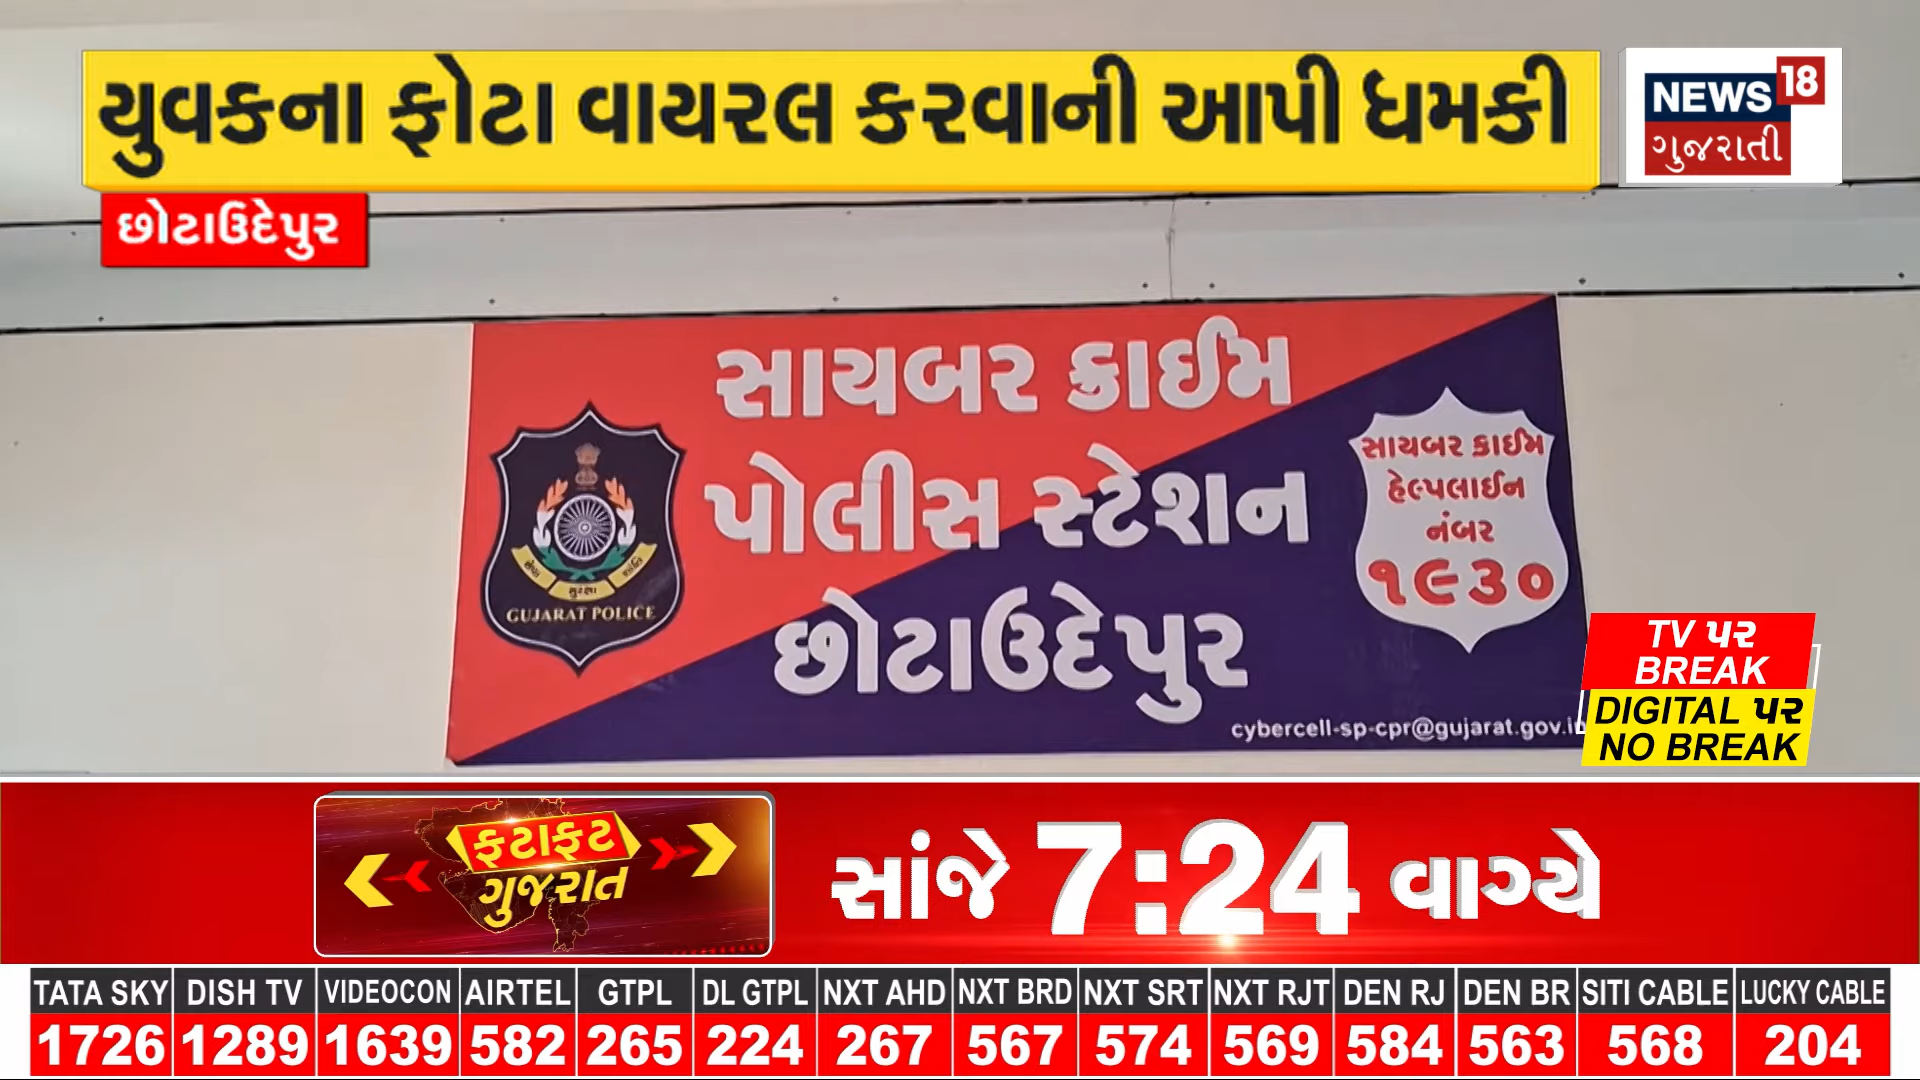 યુવકના ફોટા વાયરલ કરવાની આપી ધમકી
NEWS 18
ગુજરાતી
છોટાઉદેપુર
સાયબર ક્રાઈમ
પોલીસ સ્ટેશન
છોટાઉદેપુર
સેવા સુરક્ષા શાંતિ
GUJARAT POLICE
સાયબર ક્રાઈમ
હેલ્પલાઈન
નંબર
૧૯૩૦
cybercell-sp-cpr@gujarat.gov.in
TV પર
BREAK
DIGITAL પર
NO BREAK
ફટાફટ
ગુજરાત
સાંજે 7:24 વાગ્યે
TATA SKY DISH TV VIDEOCON AIRTEL GTPL DL GTPL NXT AHD NXT BRD NXT SRT NXT RJT DEN RJ DEN BR SITI CABLE LUCKY CABLE
1726 1289 1639 582 265 224 267 567 574 569 584 563 568 204